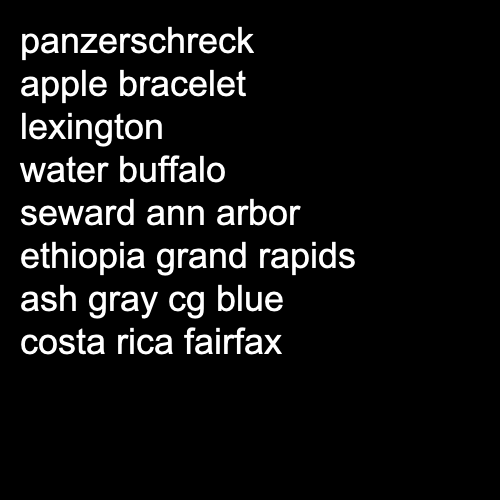 panzerschreck
apple bracelet
lexington
water buffalo
seward ann arbor
ethiopia grand rapids
ash gray cg blue
costa rica fairfax